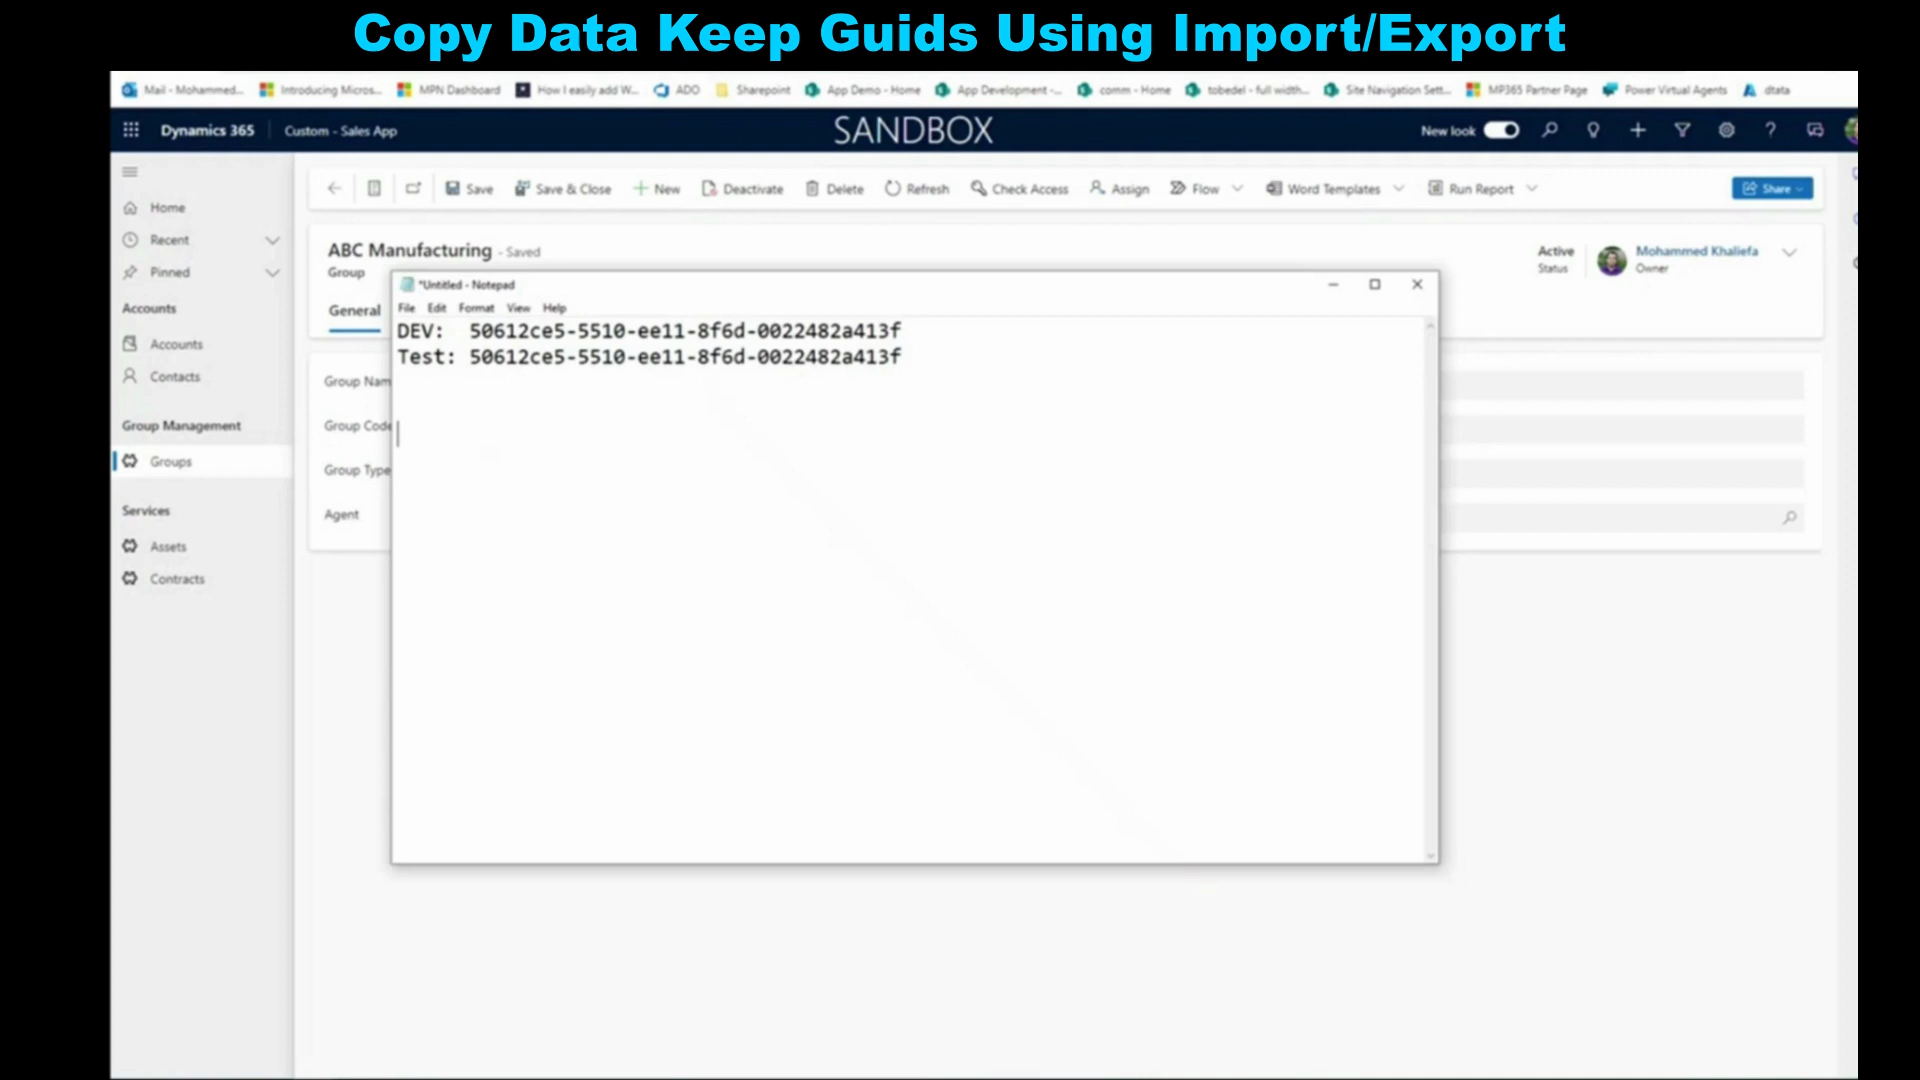 Copy Data Keep Guids Using Import/Export
Mail - Mohammed... Introducing Micros... MPN Dashboard How I easily add W... ADO Sharepoint App Demo - Home App Development -... comm - Home tobedel - full width... Site Navigation Sett... MP365 Partner Page Power Virtual Agents dtata
Dynamics 365 Custom - Sales App SANDBOX New look
Save Save & Close New Deactivate Delete Refresh Check Access Assign Flow Word Templates Run Report Share
Home
Recent
Pinned
Accounts
Accounts
Contacts
Group Management
Groups
Services
Assets
Contracts
ABC Manufacturing - Saved
Group
Active
Status
Mohammed Khaliefa
Owner
General
Group Nam
Group Code
Group Type
Agent
*Untitled - Notepad
File Edit Format View Help
DEV: 50612ce5-5510-ee11-8f6d-0022482a413f
Test: 50612ce5-5510-ee11-8f6d-0022482a413f